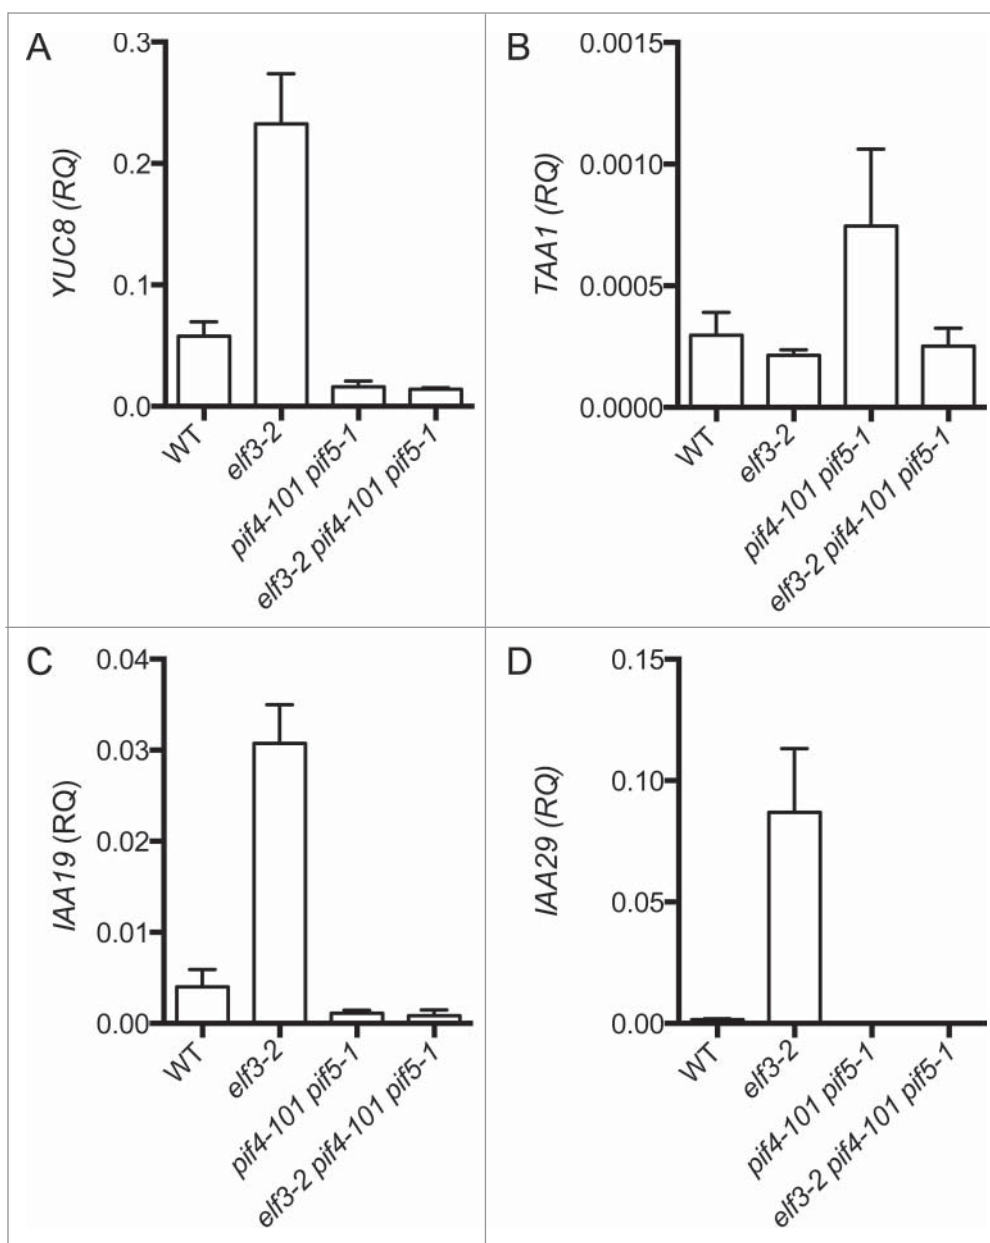 A
YUC8 (RQ)
0.3
0.2
0.1
0.0
WT
elf3-2
pif4-101 pif5-1
elf3-2 pif4-101 pif5-1
B
TAA1 (RQ)
0.0015
0.0010
0.0005
0.0000
WT
elf3-2
pif4-101 pif5-1
elf3-2 pif4-101 pif5-1
C
IAA19 (RQ)
0.04
0.03
0.02
0.01
0.00
WT
elf3-2
pif4-101 pif5-1
elf3-2 pif4-101 pif5-1
D
IAA29 (RQ)
0.15
0.10
0.05
0.00
WT
elf3-2
pif4-101 pif5-1
elf3-2 pif4-101 pif5-1